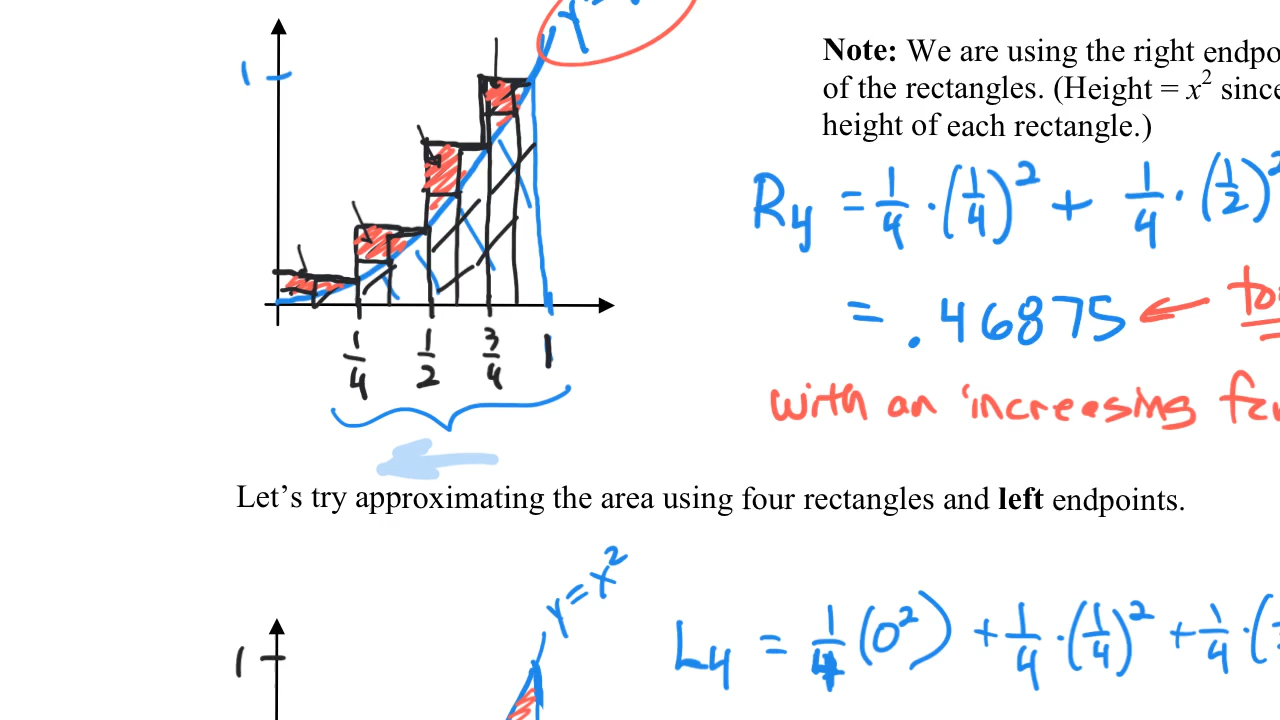 1
Note: We are using the right endpo
of the rectangles. (Height = x² since
height of each rectangle.)
R₄ = 1/4 · (1/4)² + 1/4 · (1/2)²
= .46875 ← to
1/4 1/2 3/4 1
with an increasing
Let's try approximating the area using four rectangles and left endpoints.
y = x²
1
L₄ = 1/4 (0²) + 1/4 · (1/4)² + 1/4 · (